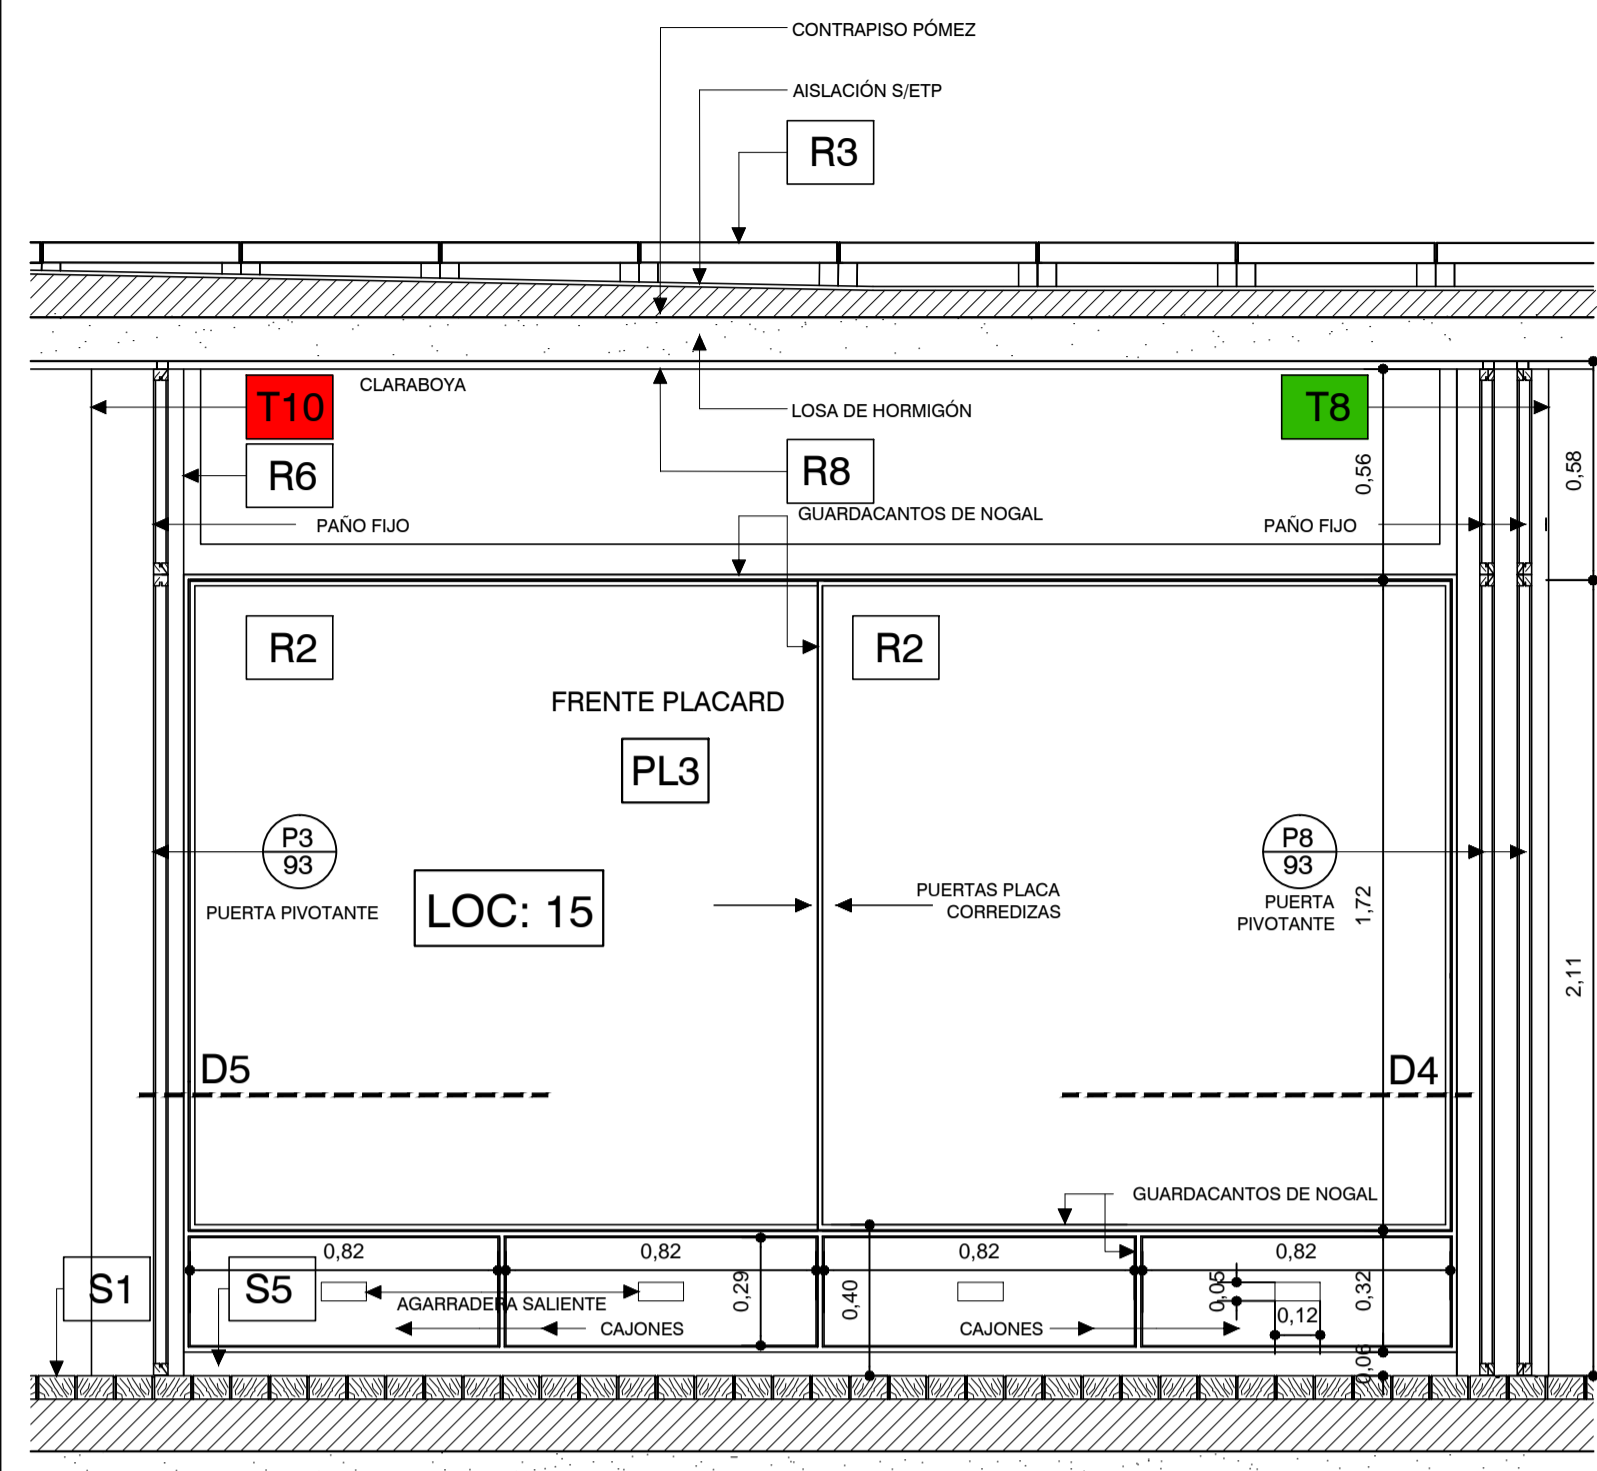 CONTRAPISO PÓMEZ
AISLACIÓN S/ETP
R3
T10
CLARABOYA
LOSA DE HORMIGÓN
T8
R6
R8
0,56
0,58
GUARDACANTOS DE NOGAL
PAÑO FIJO
PAÑO FIJO
R2
R2
FRENTE PLACARD
PL3
P3
93
PUERTA PIVOTANTE
LOC: 15
PUERTAS PLACA
CORREDIZAS
P8
93
PUERTA
PIVOTANTE
1,72
2,11
D5
D4
GUARDACANTOS DE NOGAL
0,82
0,82
0,82
0,82
S1
S5
AGARRADERA SALIENTE
0,29
0,40
0,05
0,32
0,12
CAJONES
CAJONES
0,06